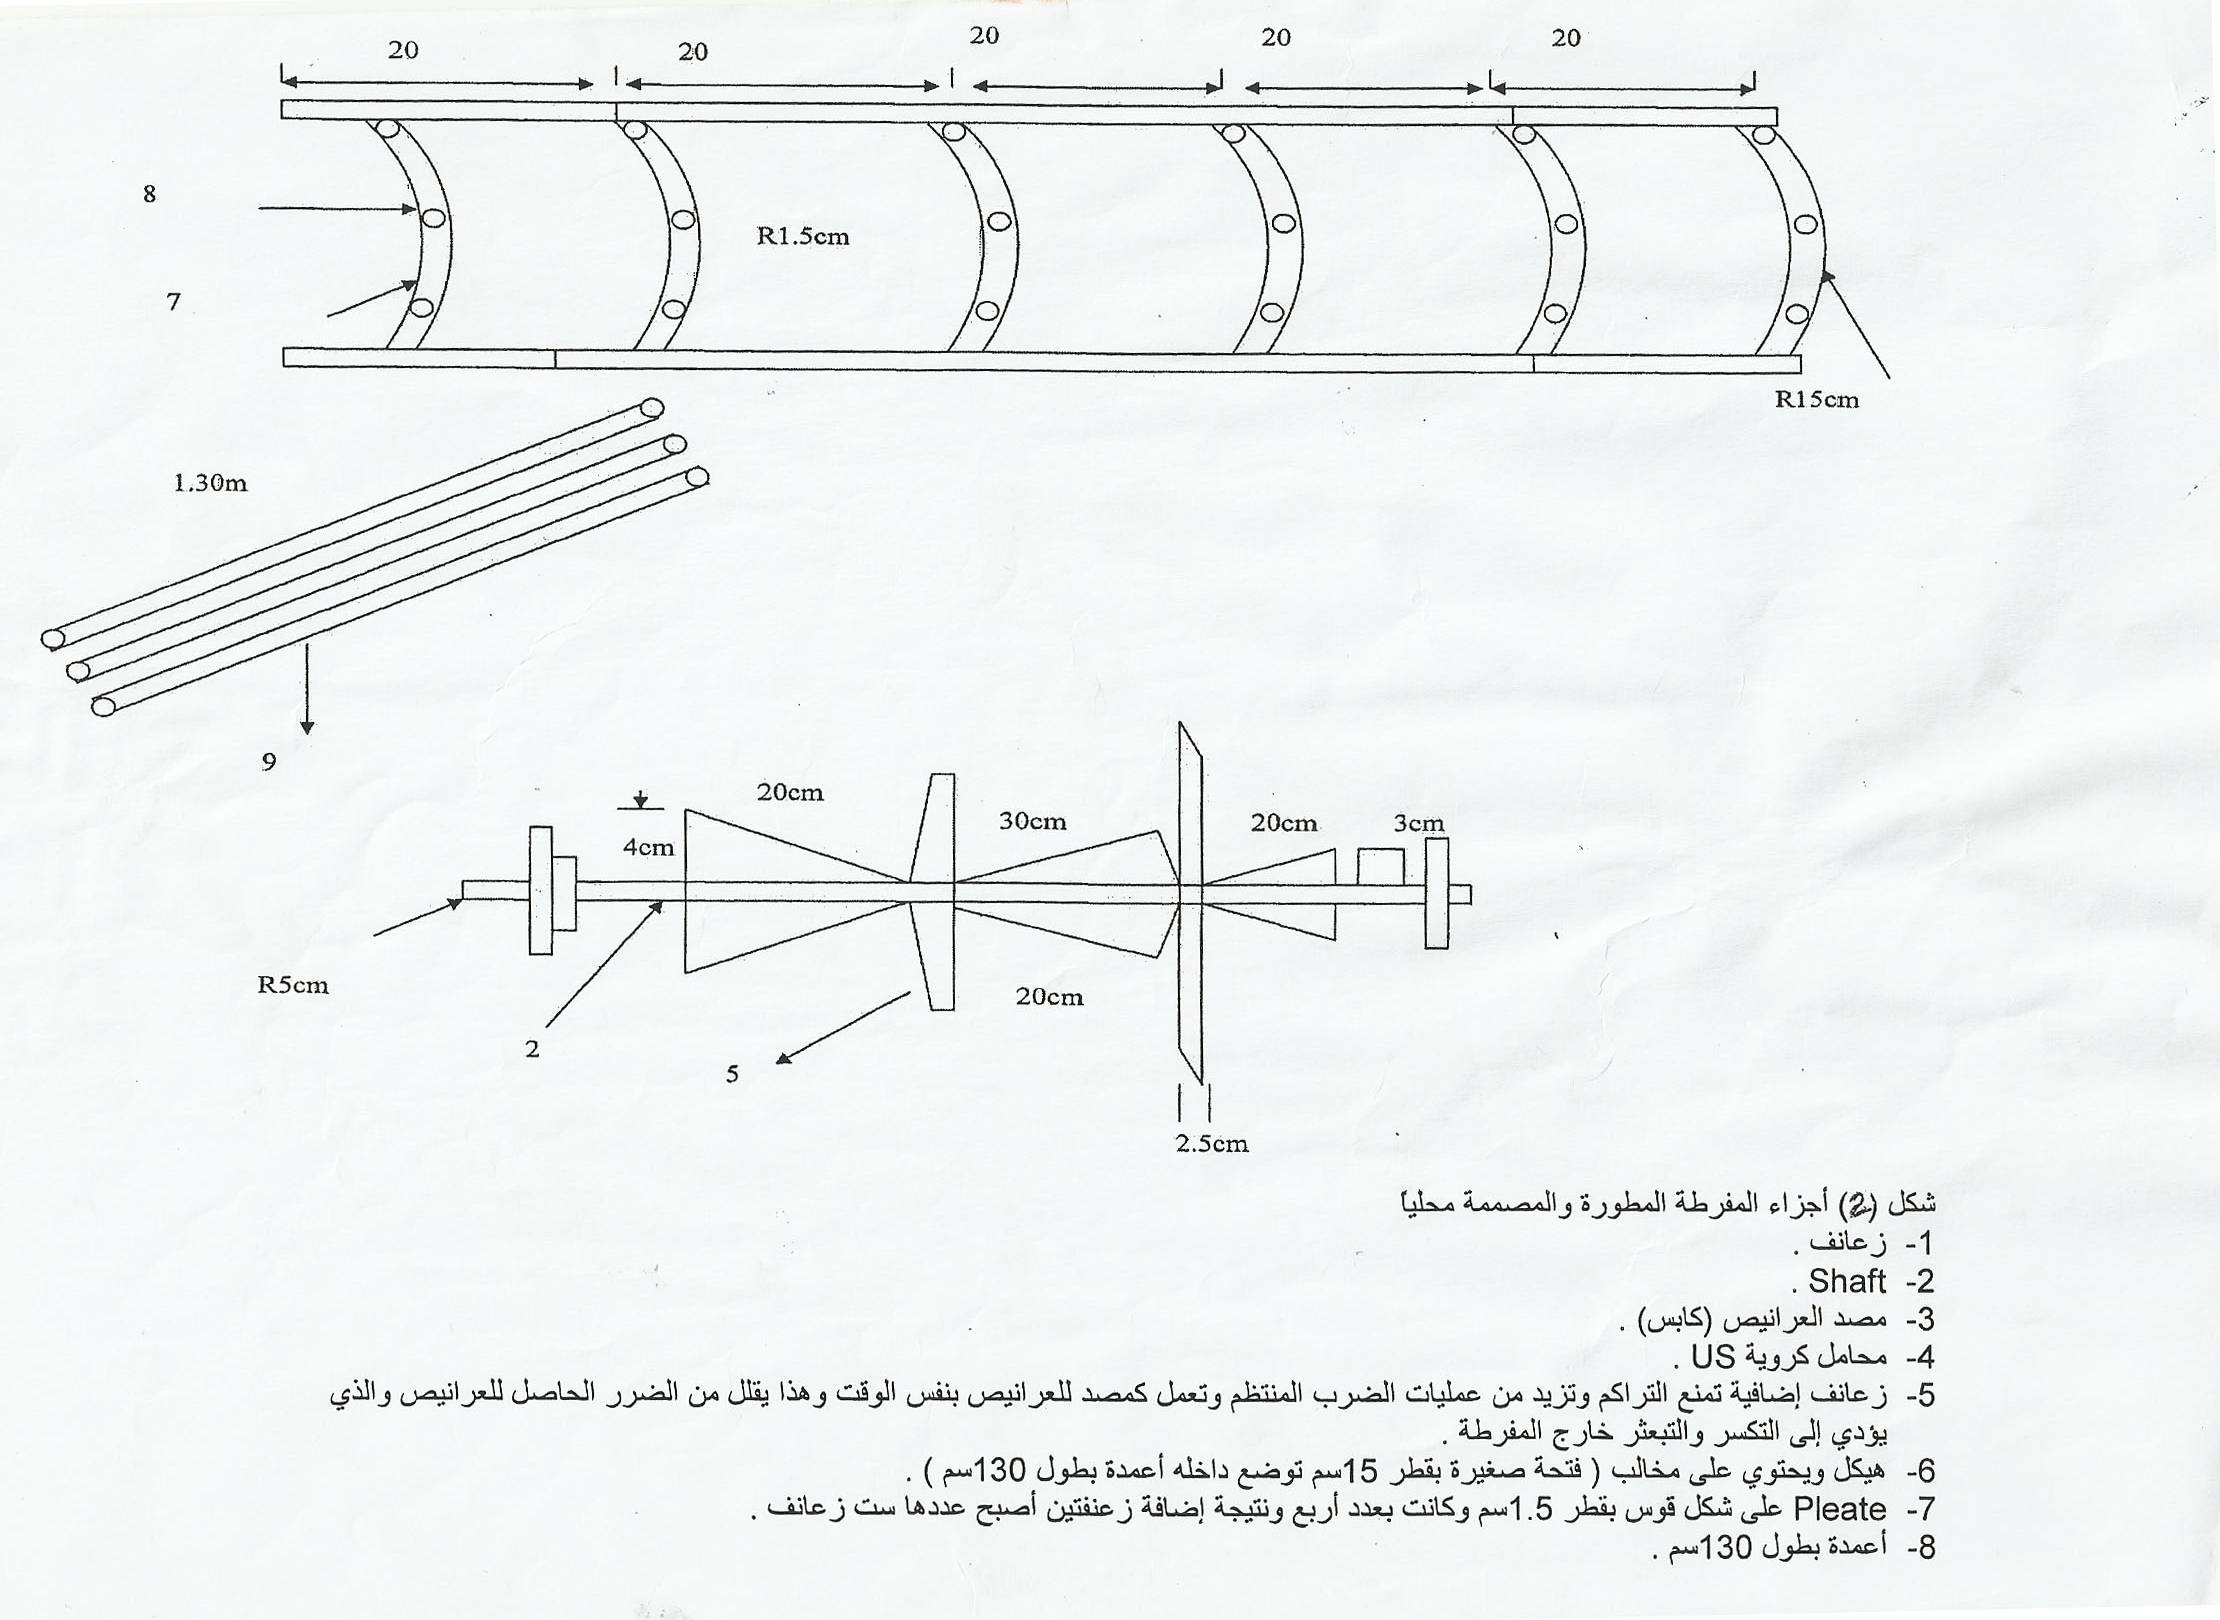 20
20
20
20
20
8
R1.5cm
7
R15cm
1.30m
9
20cm
30cm
20cm
3cm
4cm
R5cm
20cm
2
5
2.5cm
شكل (2) أجزاء المفرطة المطورة والمصممة محلياً
1- زعانف .
2- Shaft .
3- مصد العرانيص (كابس) .
4- محامل كروية US .
5- زعانف إضافية تمنع التراكم وتزيد من عمليات الضرب المنتظم وتعمل كمصد للعرانيص بنفس الوقت وهذا يقلل من الضرر الحاصل للعرانيص والذي
يؤدي إلى التكسر والتبعثر خارج المفرطة .
6- هيكل ويحتوي على مخالب ( فتحة صغيرة بقطر 15سم توضع داخله أعمدة بطول 130سم ) .
7- Pleate على شكل قوس بقطر 1.5سم وكانت بعدد أربع ونتيجة إضافة زعنفتين أصبح عددها ست زعانف .
8- أعمدة بطول 130سم .